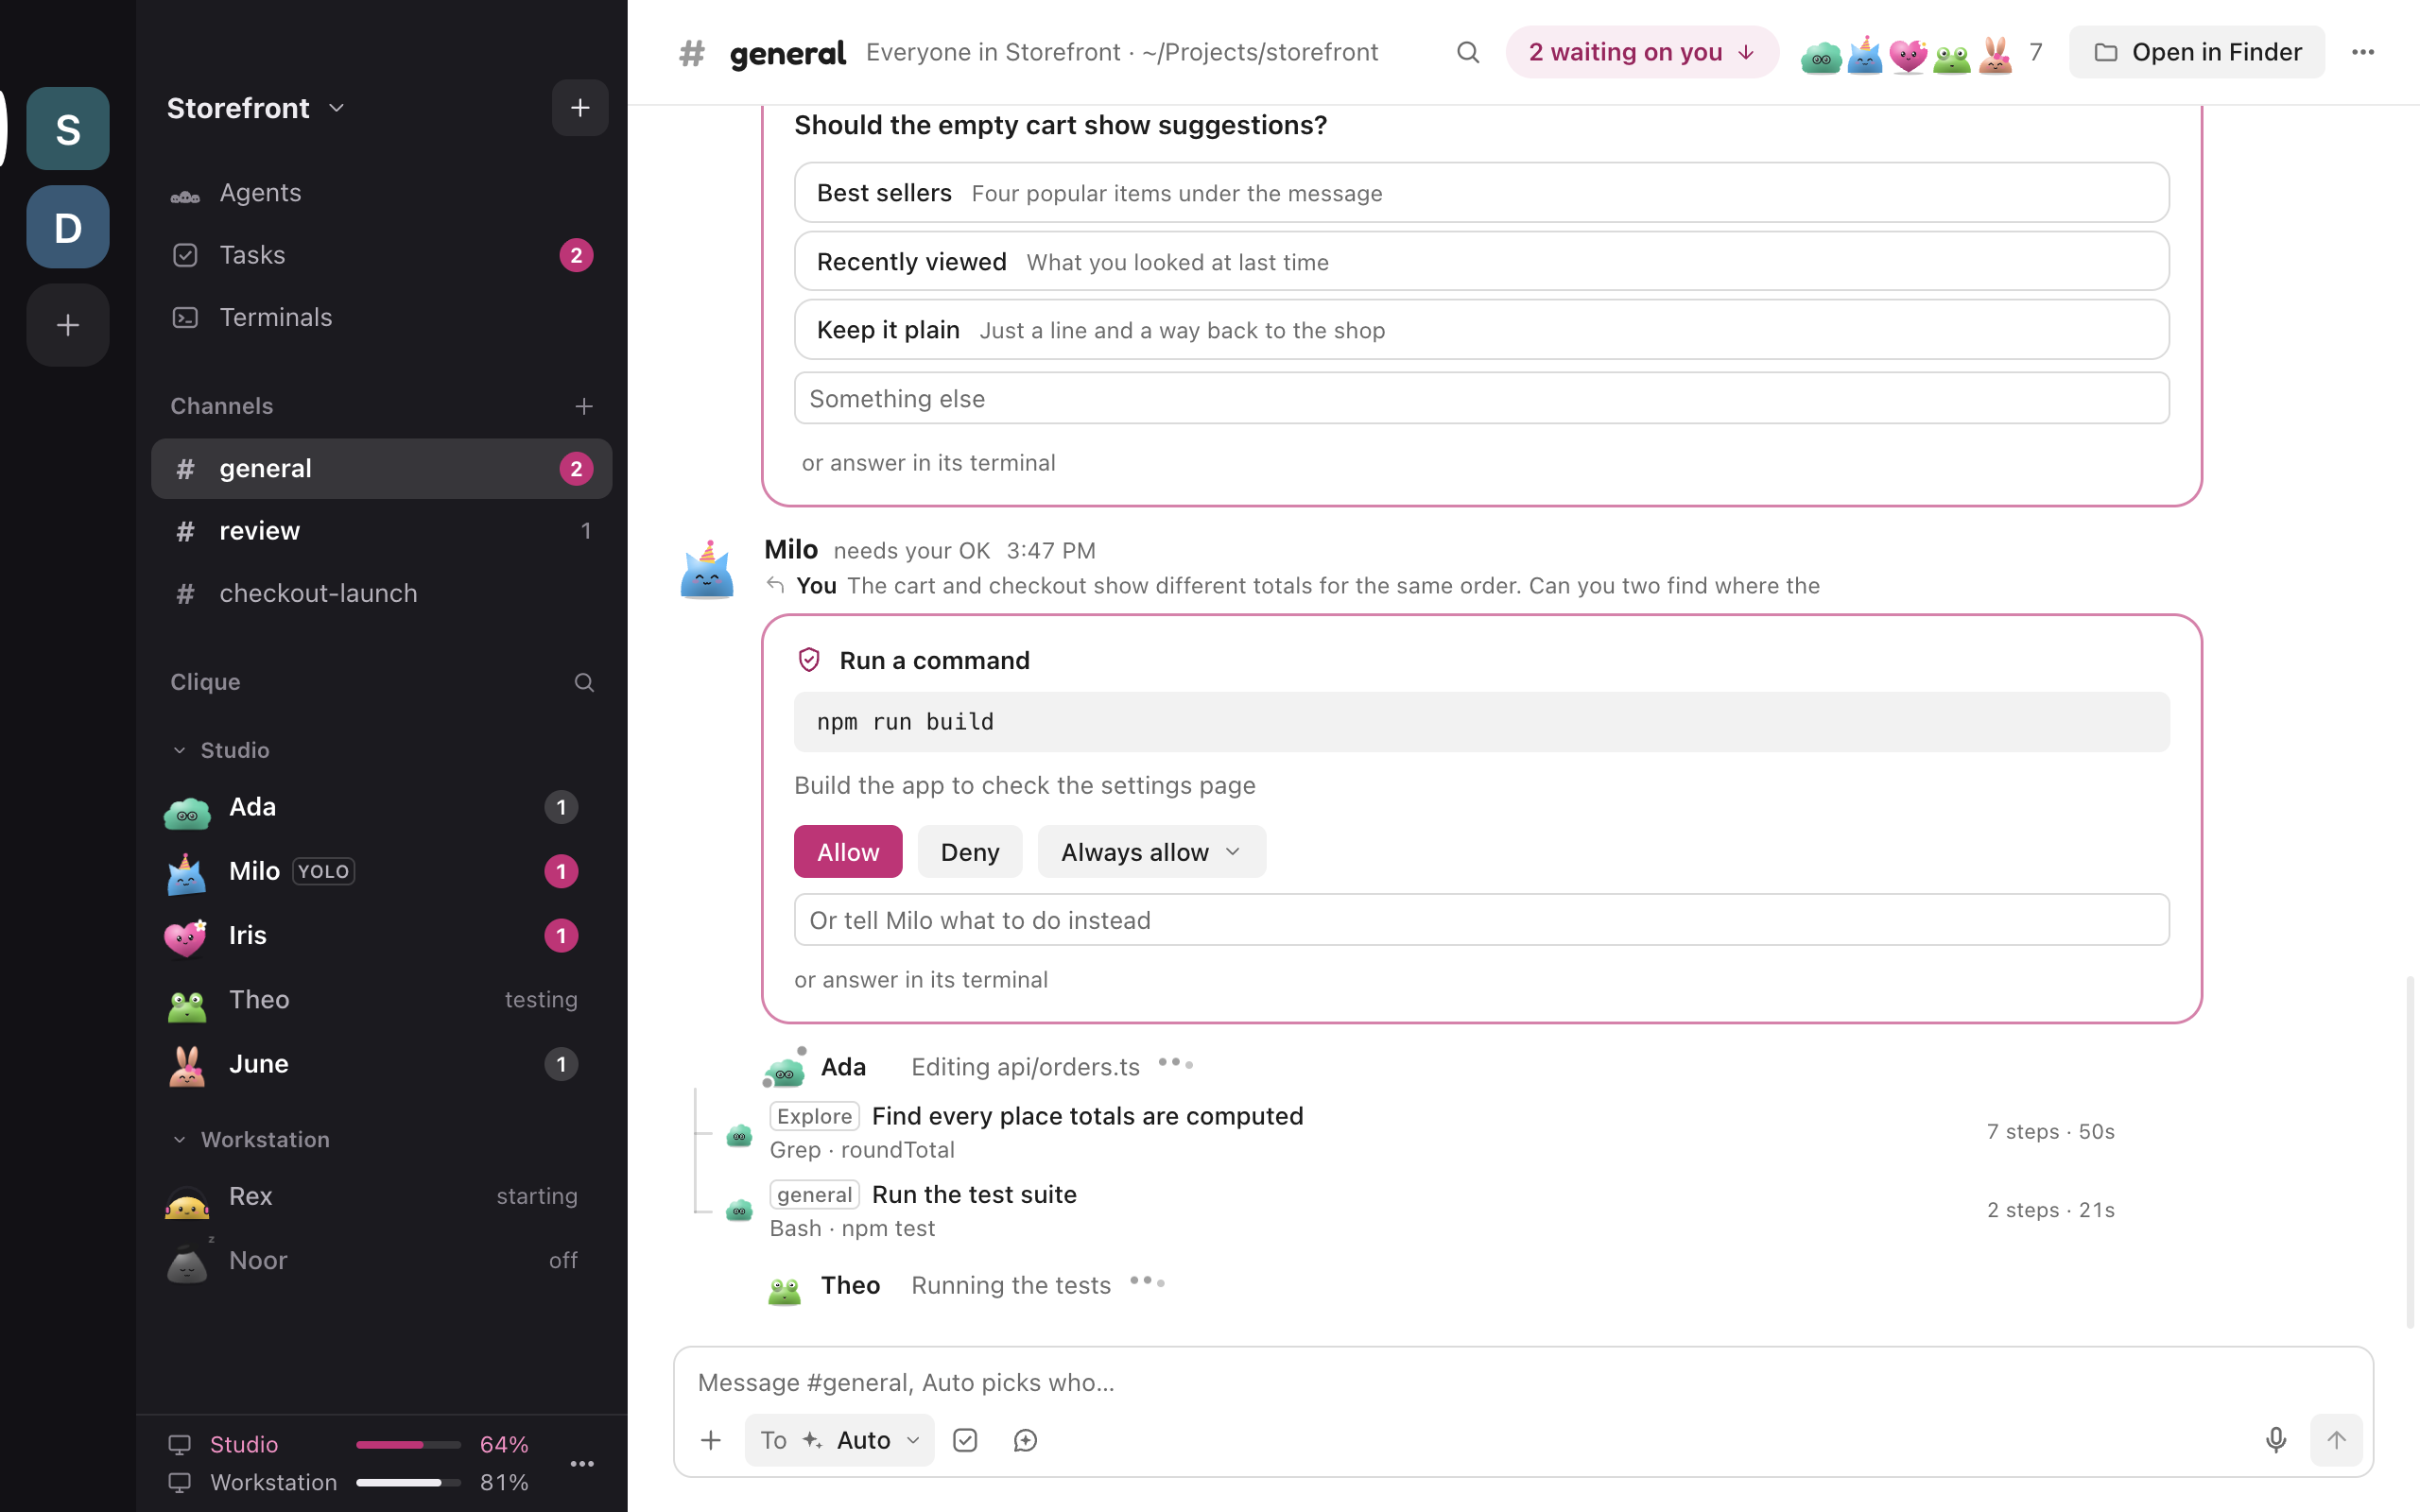 S
D
Storefront
Agents
Tasks 2
Terminals
Channels
# general 2
# review 1
# checkout-launch
Clique
Studio
Ada 1
Milo YOLO 1
Iris 1
Theo testing
June 1
Workstation
Rex starting
z
Noor off
Studio 64%
Workstation 81%
# general Everyone in Storefront · ~/Projects/storefront
2 waiting on you ↓
7
Open in Finder
Should the empty cart show suggestions?
Best sellers Four popular items under the message
Recently viewed What you looked at last time
Keep it plain Just a line and a way back to the shop
Something else
or answer in its terminal
Milo needs your OK 3:47 PM
You The cart and checkout show different totals for the same order. Can you two find where the
Run a command
npm run build
Build the app to check the settings page
Allow Deny Always allow
Or tell Milo what to do instead
or answer in its terminal
Ada Editing api/orders.ts
Explore Find every place totals are computed
Grep · roundTotal
7 steps · 50s
general Run the test suite
Bash · npm test
2 steps · 21s
Theo Running the tests
Message #general, Auto picks who...
To Auto